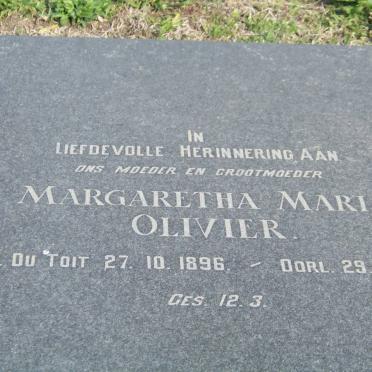 IN
LIEFDEVOLLE HERINNERING AAN
ONS MOEDER EN GROOTMOEDER
MARGARETHA MARI
OLIVIER
. DU TOIT 27. 10. 1896. – OORL. 29.
GES. 12. 3.